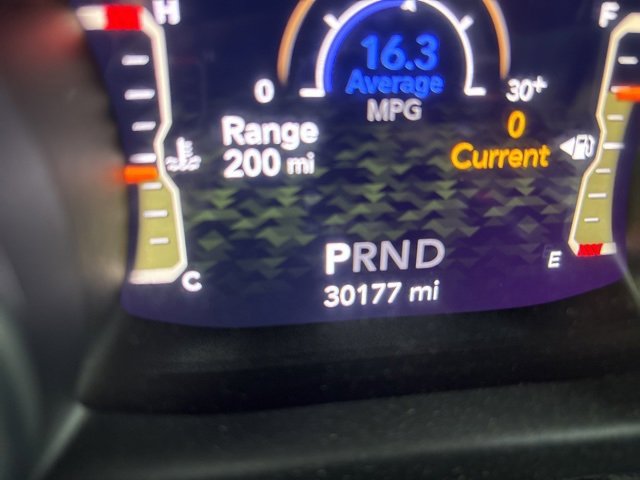 H
F
16.3
Average
MPG
0
30+
Range
200 mi
0
Current
PRND
30177 mi
C
E